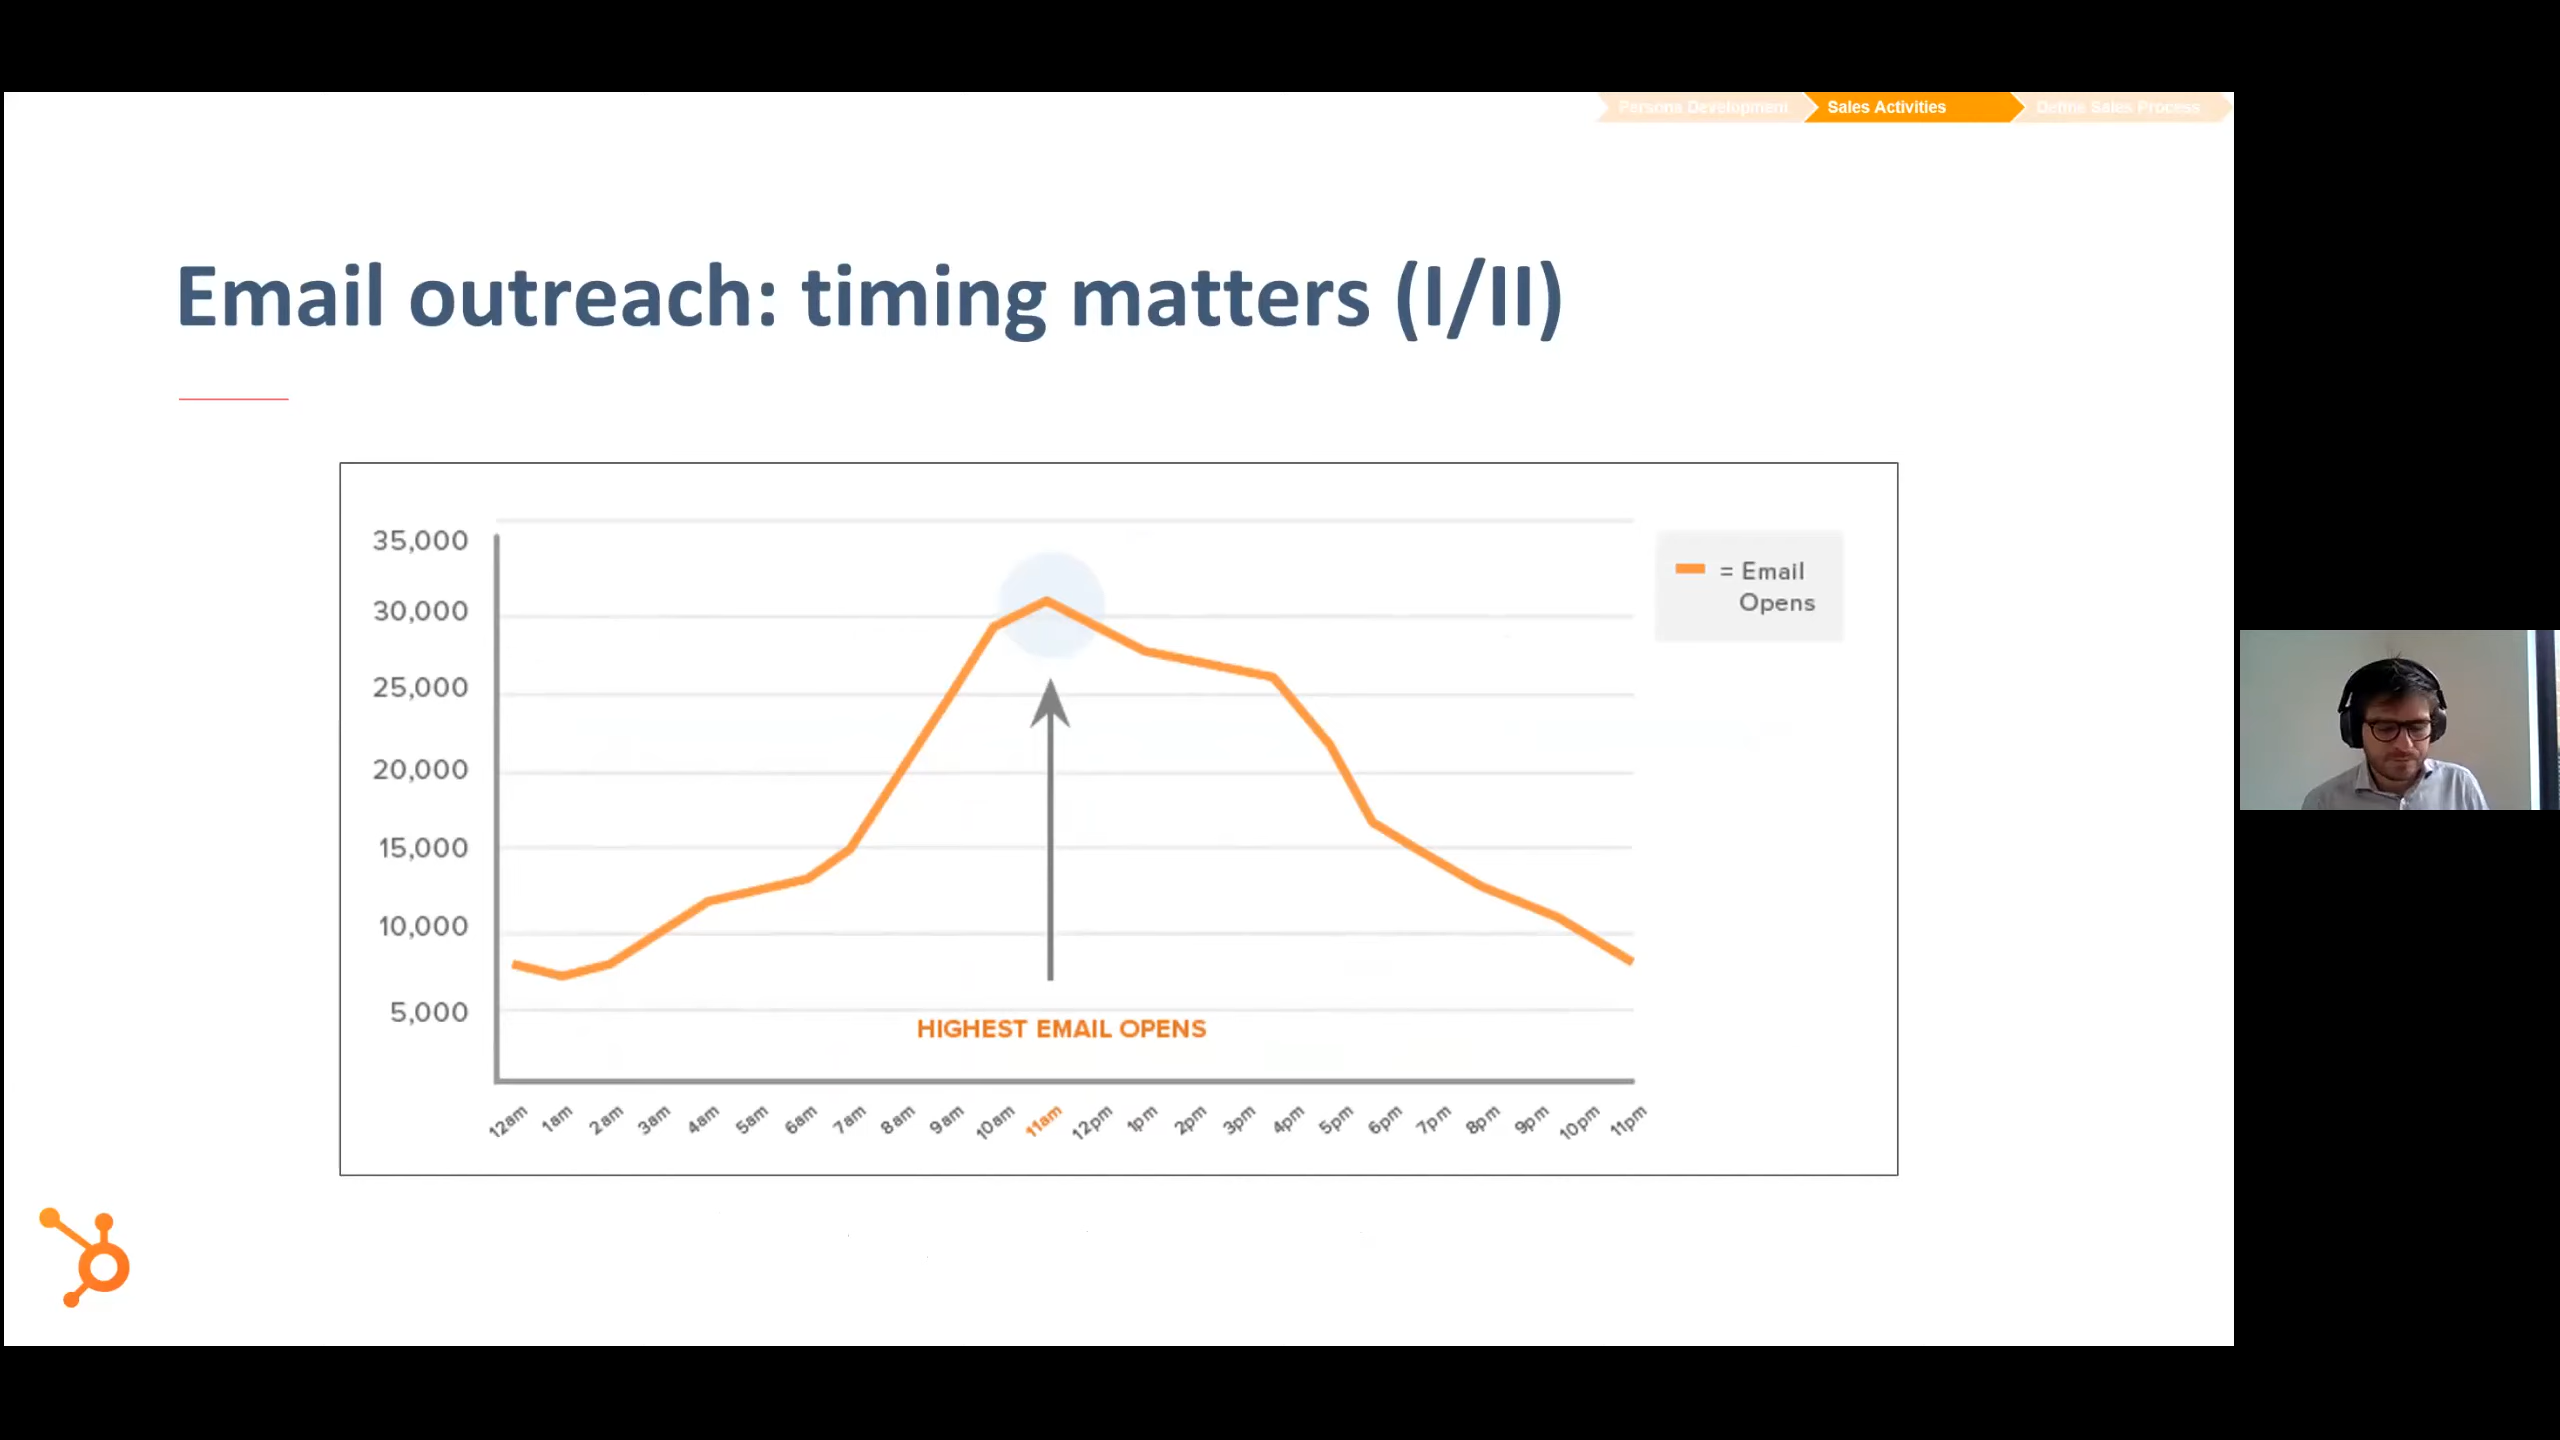 Persona Development
Sales Activities
Define Sales Process
Email outreach: timing matters (I/II)
35,000
30,000
25,000
20,000
15,000
10,000
5,000
= Email
Opens
HIGHEST EMAIL OPENS
12am 1am 2am 3am 4am 5am 6am 7am 8am 9am 10am 11am 12pm 1pm 2pm 3pm 4pm 5pm 6pm 7pm 8pm 9pm 10pm 11pm